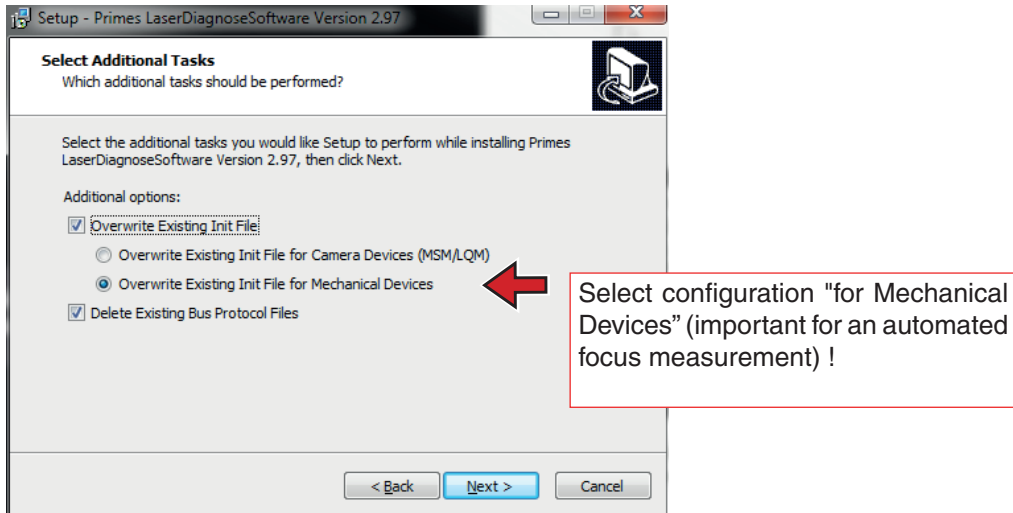 Setup - Primes LaserDiagnoseSoftware Version 2.97
Select Additional Tasks
Which additional tasks should be performed?
Select the additional tasks you would like Setup to perform while installing Primes
LaserDiagnoseSoftware Version 2.97, then click Next.
Additional options:
Overwrite Existing Init File
Overwrite Existing Init File for Camera Devices (MSM/LQM)
Overwrite Existing Init File for Mechanical Devices
Delete Existing Bus Protocol Files
Select configuration "for Mechanical
Devices” (important for an automated
focus measurement) !
< Back Next > Cancel